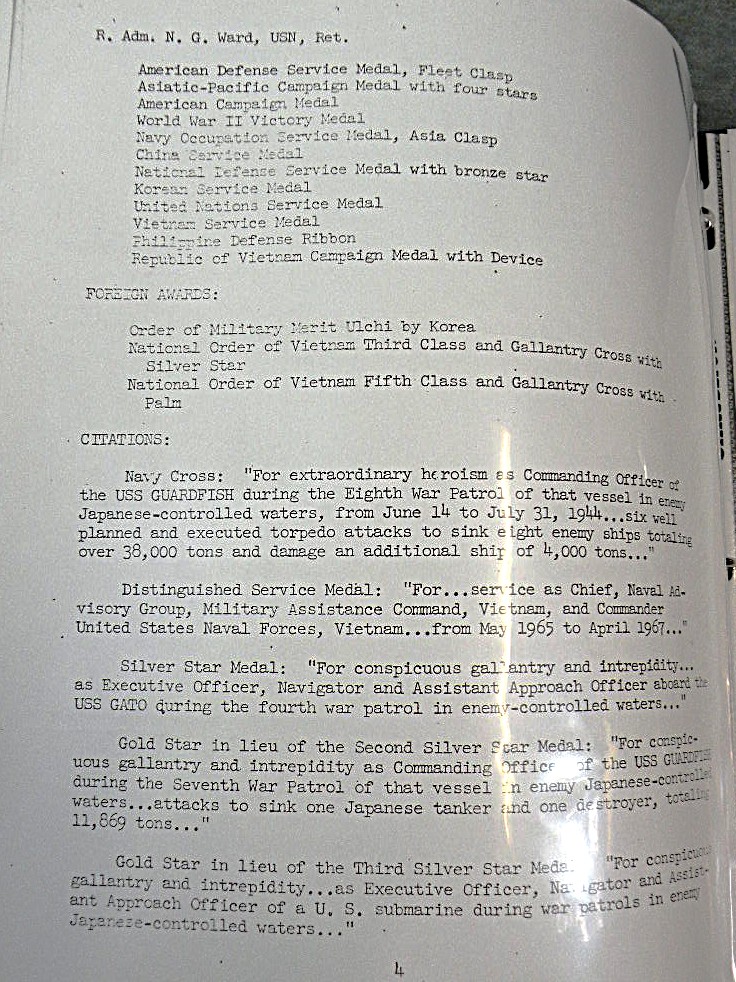 R. Adm. N. G. Ward, USN, Ret.
American Defense Service Medal, Fleet Clasp
Asiatic-Pacific Campaign Medal with four stars
American Campaign Medal
World War II Victory Medal
Navy Occupation Service Medal, Asia Clasp
China Service Medal
National Defense Service Medal with bronze star
Korean Service Medal
United Nations Service Medal
Vietnam Service Medal
Philippine Defense Ribbon
Republic of Vietnam Campaign Medal with Device
FOREIGN AWARDS:
Order of Military Merit Ulchi by Korea
National Order of Vietnam Third Class and Gallantry Cross with
Silver Star
National Order of Vietnam Fifth Class and Gallantry Cross with
Palm
CITATIONS:
Navy Cross: "For extraordinary heroism as Commanding Officer of
the USS GUARDFISH during the Eighth War Patrol of that vessel in enemy
Japanese-controlled waters, from June 14 to July 31, 1944...six well
planned and executed torpedo attacks to sink eight enemy ships totaling
over 38,000 tons and damage an additional ship of 4,000 tons..."
Distinguished Service Medal: "For...service as Chief, Naval Ad-
visory Group, Military Assistance Command, Vietnam, and Commander
United States Naval Forces, Vietnam...from May 1965 to April 1967..."
Silver Star Medal: "For conspicuous gallantry and intrepidity...
as Executive Officer, Navigator and Assistant Approach Officer aboard the
USS GATO during the fourth war patrol in enemy-controlled waters..."
Gold Star in lieu of the Second Silver Star Medal: "For conspic-
uous gallantry and intrepidity as Commanding Officer of the USS GUARDFISH
during the Seventh War Patrol of that vessel in enemy Japanese-controlled
waters...attacks to sink one Japanese tanker and one destroyer, totaling
11,869 tons..."
Gold Star in lieu of the Third Silver Star Medal: "For conspicuous
gallantry and intrepidity...as Executive Officer, Navigator and Assist-
ant Approach Officer of a U. S. submarine during war patrols in enemy
Japanese-controlled waters..."
4